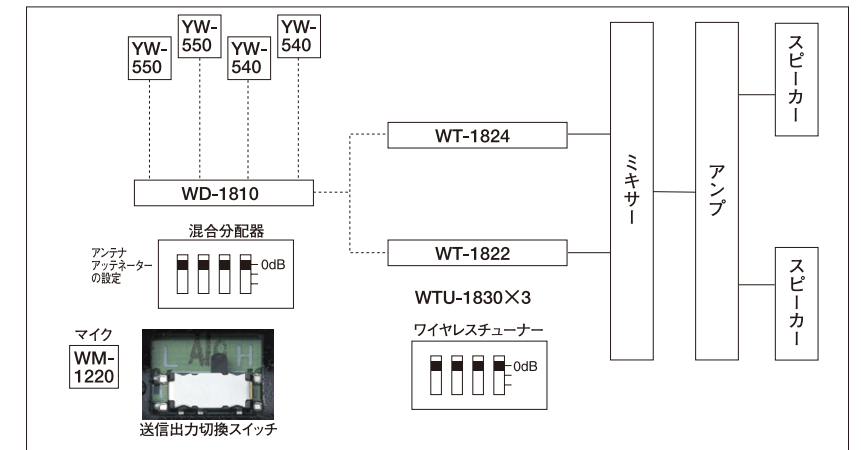 YW-
550
YW-
550
YW-
540
YW-
540
WD-1810
WT-1824
WT-1822
WTU-1830×3
ミキサー
アンプ
スピーカー
スピーカー
混合分配器
アンテナ
アッテネーター
の設定
0dB
ワイヤレスチューナー
0dB
マイク
WM-
1220
L
H
送信出力切換スイッチ